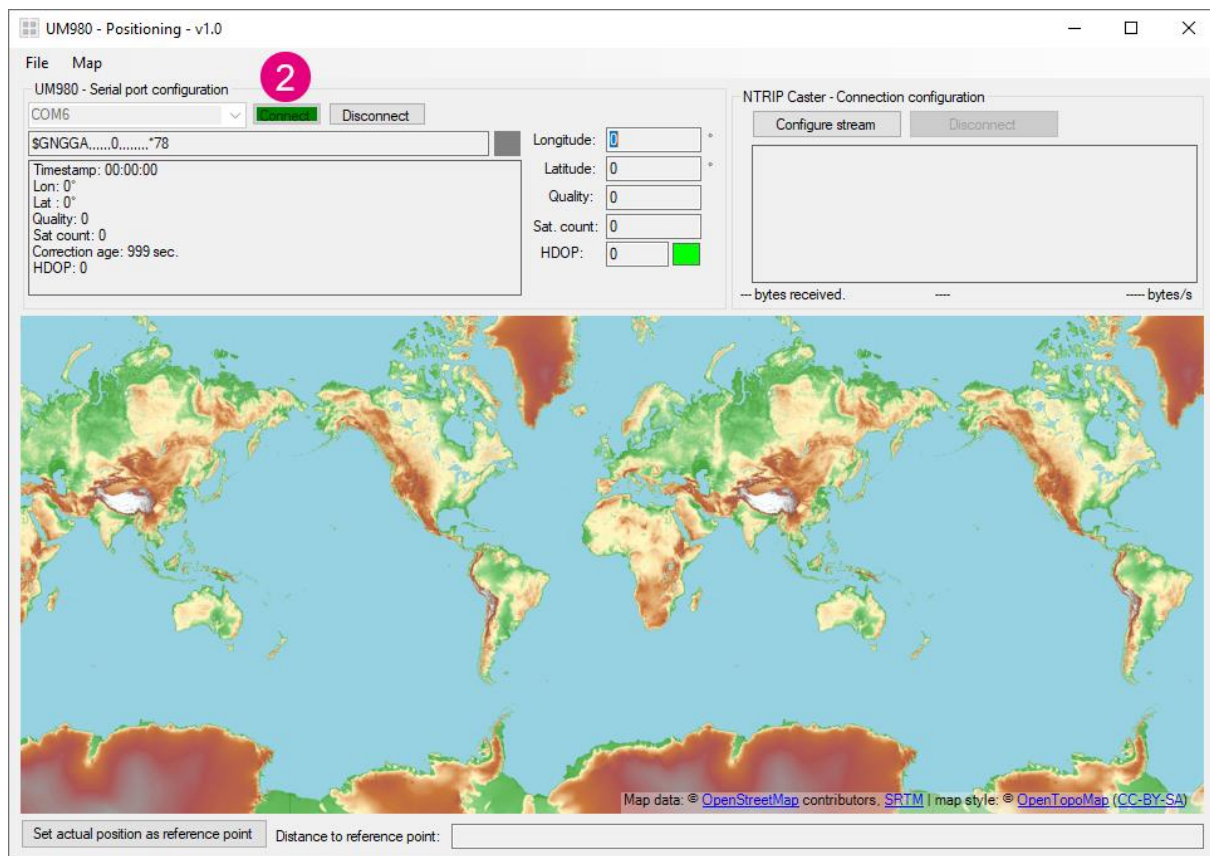 UM980 - Positioning - v1.0
File Map
2
UM980 - Serial port configuration
COM6
Connect
Disconnect
$GNGGA,,,,,,0,,,,,,,,*78
Timestamp: 00:00:00
Lon: 0°
Lat : 0°
Quality: 0
Sat count: 0
Correction age: 999 sec.
HDOP: 0
Longitude: 0 °
Latitude: 0 °
Quality: 0
Sat. count: 0
HDOP: 0
NTRIP Caster - Connection configuration
Configure stream
Disconnect
--- bytes received. ---- ----- bytes/s
Map data: © OpenStreetMap contributors, SRTM | map style: © OpenTopoMap (CC-BY-SA)
Set actual position as reference point
Distance to reference point: